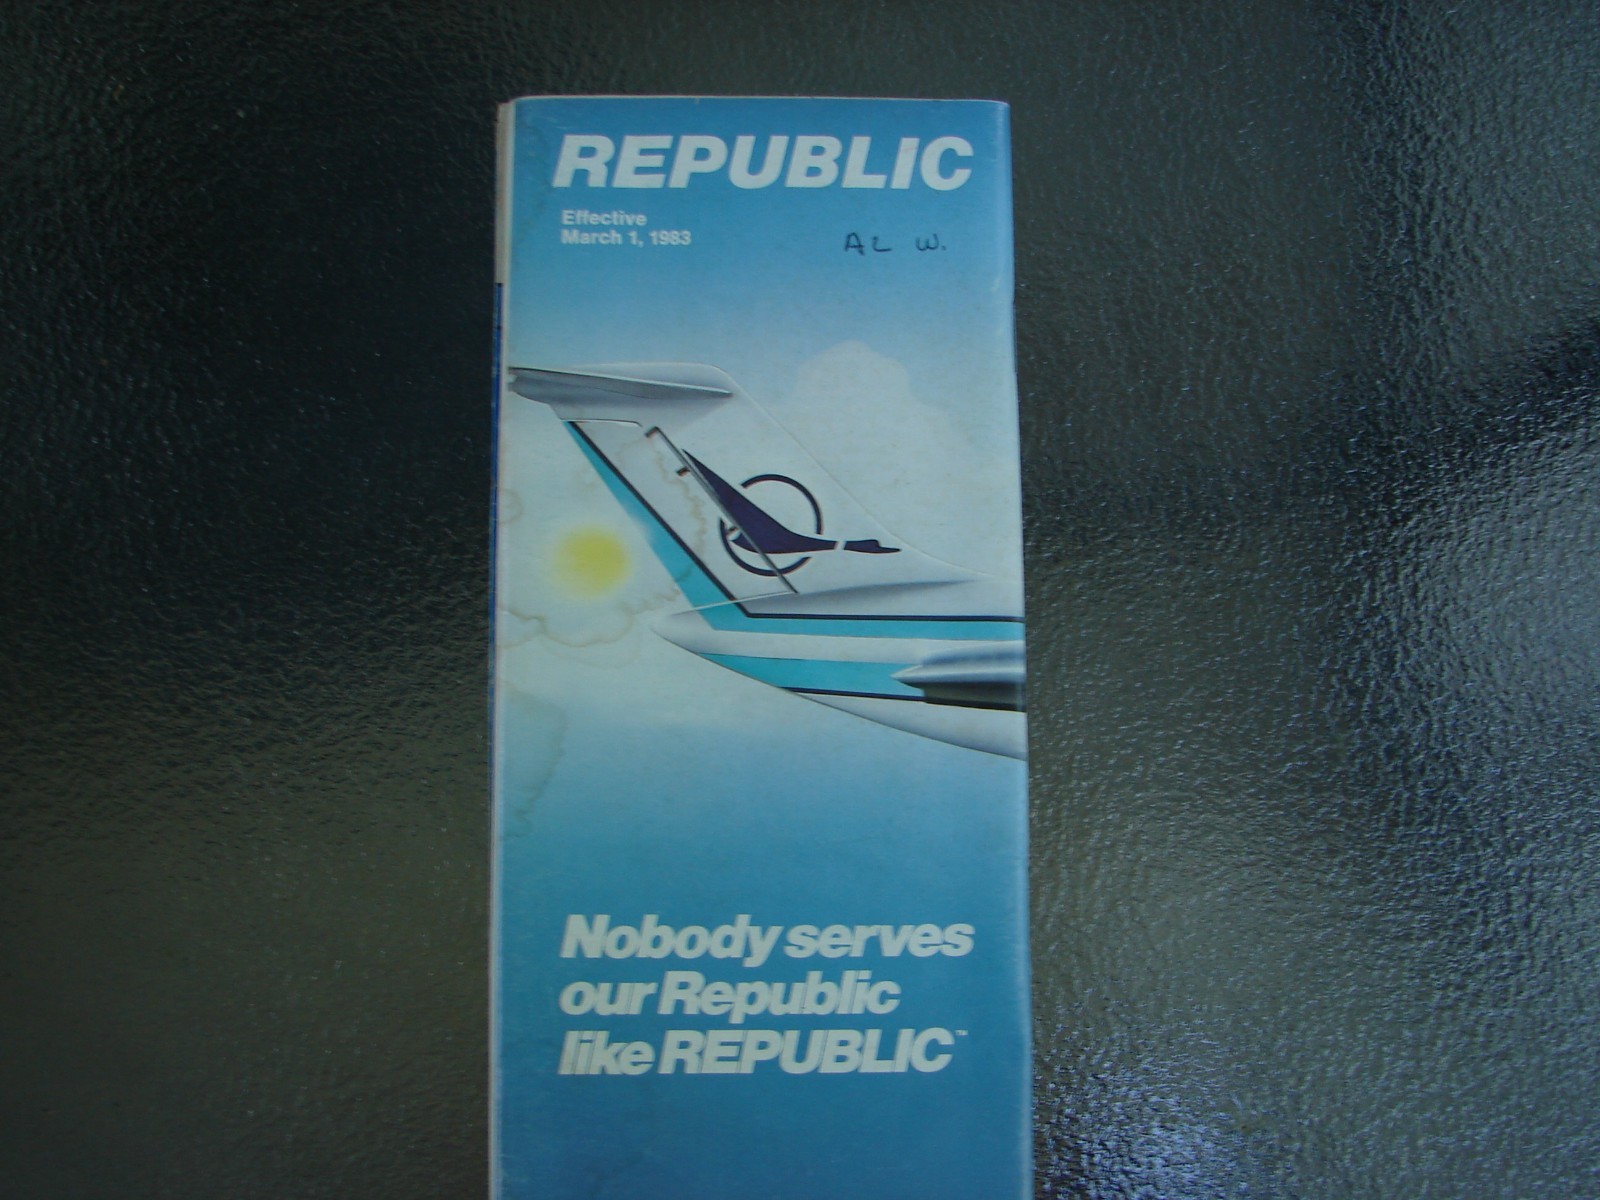 REPUBLIC
Effective
March 1, 1983
AL W.
Nobody serves
our Republic
like REPUBLIC™